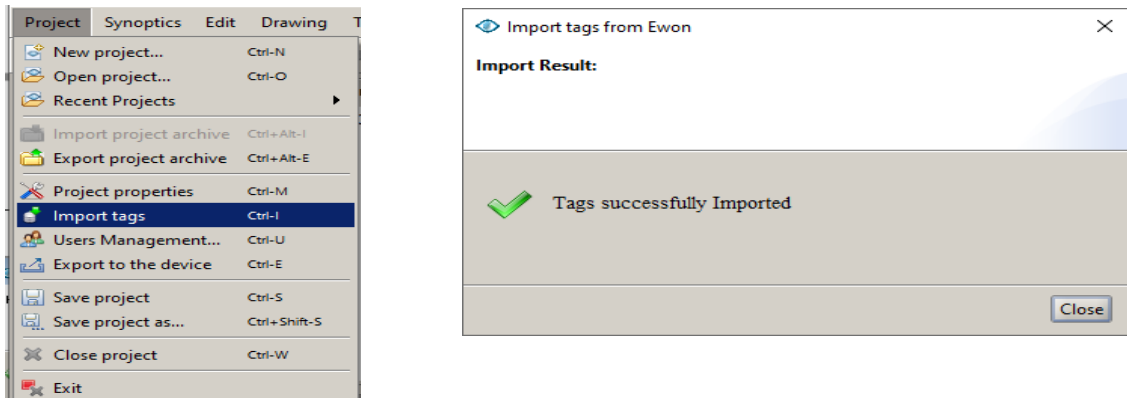 Project Synoptics Edit Drawing T
New project... Ctrl-N
Open project... Ctrl-O
Recent Projects
Import project archive Ctrl+Alt-I
Export project archive Ctrl+Alt-E
Project properties Ctrl-M
Import tags Ctrl-I
Users Management... Ctrl-U
Export to the device Ctrl-E
Save project Ctrl-S
Save project as... Ctrl+Shift-S
Close project Ctrl-W
Exit
Import tags from Ewon
Import Result:
Tags successfully Imported
Close